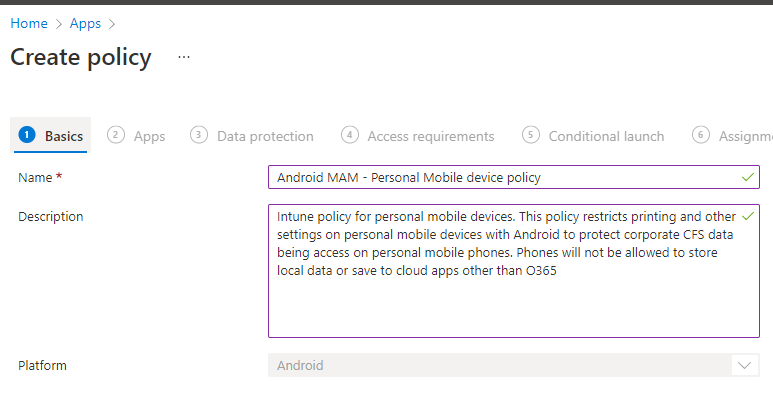 Home > Apps >
Create policy ...
1 Basics 2 Apps 3 Data protection 4 Access requirements 5 Conditional launch 6 Assignm
Name * Android MAM - Personal Mobile device policy
Description Intune policy for personal mobile devices. This policy restricts printing and other
settings on personal mobile devices with Android to protect corporate CFS data
being access on personal mobile phones. Phones will not be allowed to store
local data or save to cloud apps other than O365
Platform Android